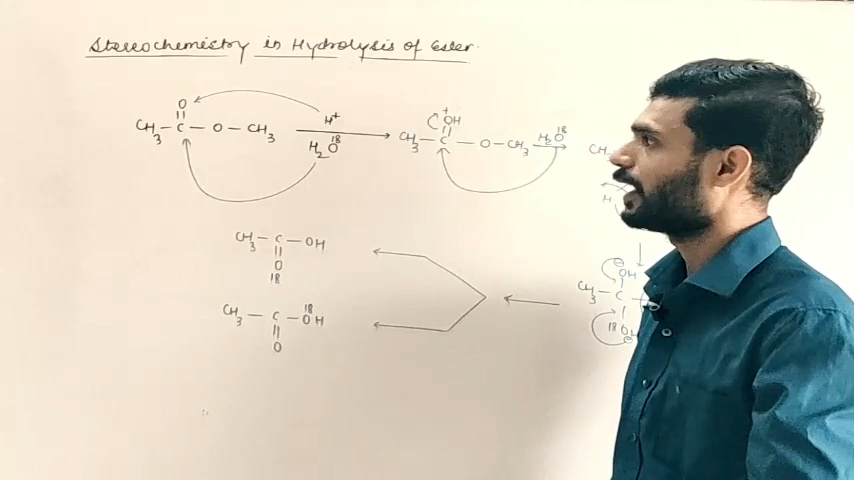 Stereochemistry in Hydrolysis of Ester.
O
CH3 – C – O – CH3
H+
H2O18
+
OH
CH3 – C – O – CH3
H2O18
CH3
H
CH3 – C – OH
O
18
⊖
OH
CH3 – C
18 OH
⊖
CH3 – C – O18H
O